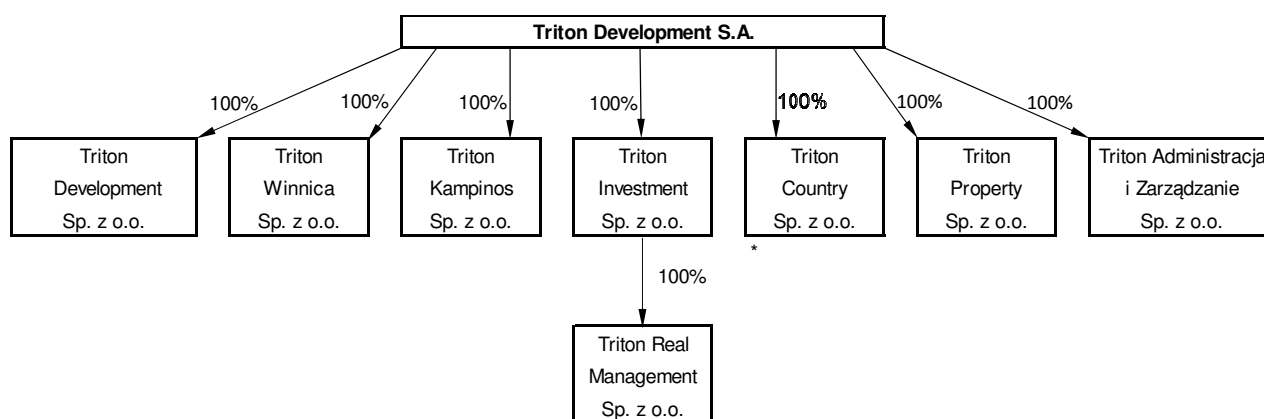 Triton Development S.A.
100%
100%
100%
100%
100%
100%
100%
Triton
Development
Sp. z o.o.
Triton
Winnica
Sp. z o.o.
Triton
Kampinos
Sp. z o.o.
Triton
Investment
Sp. z o.o.
Triton
Country
Sp. z o.o.
*
Triton
Property
Sp. z o.o.
Triton Administracja
i Zarządzanie
Sp. z o.o.
100%
Triton Real
Management
Sp. z o.o.